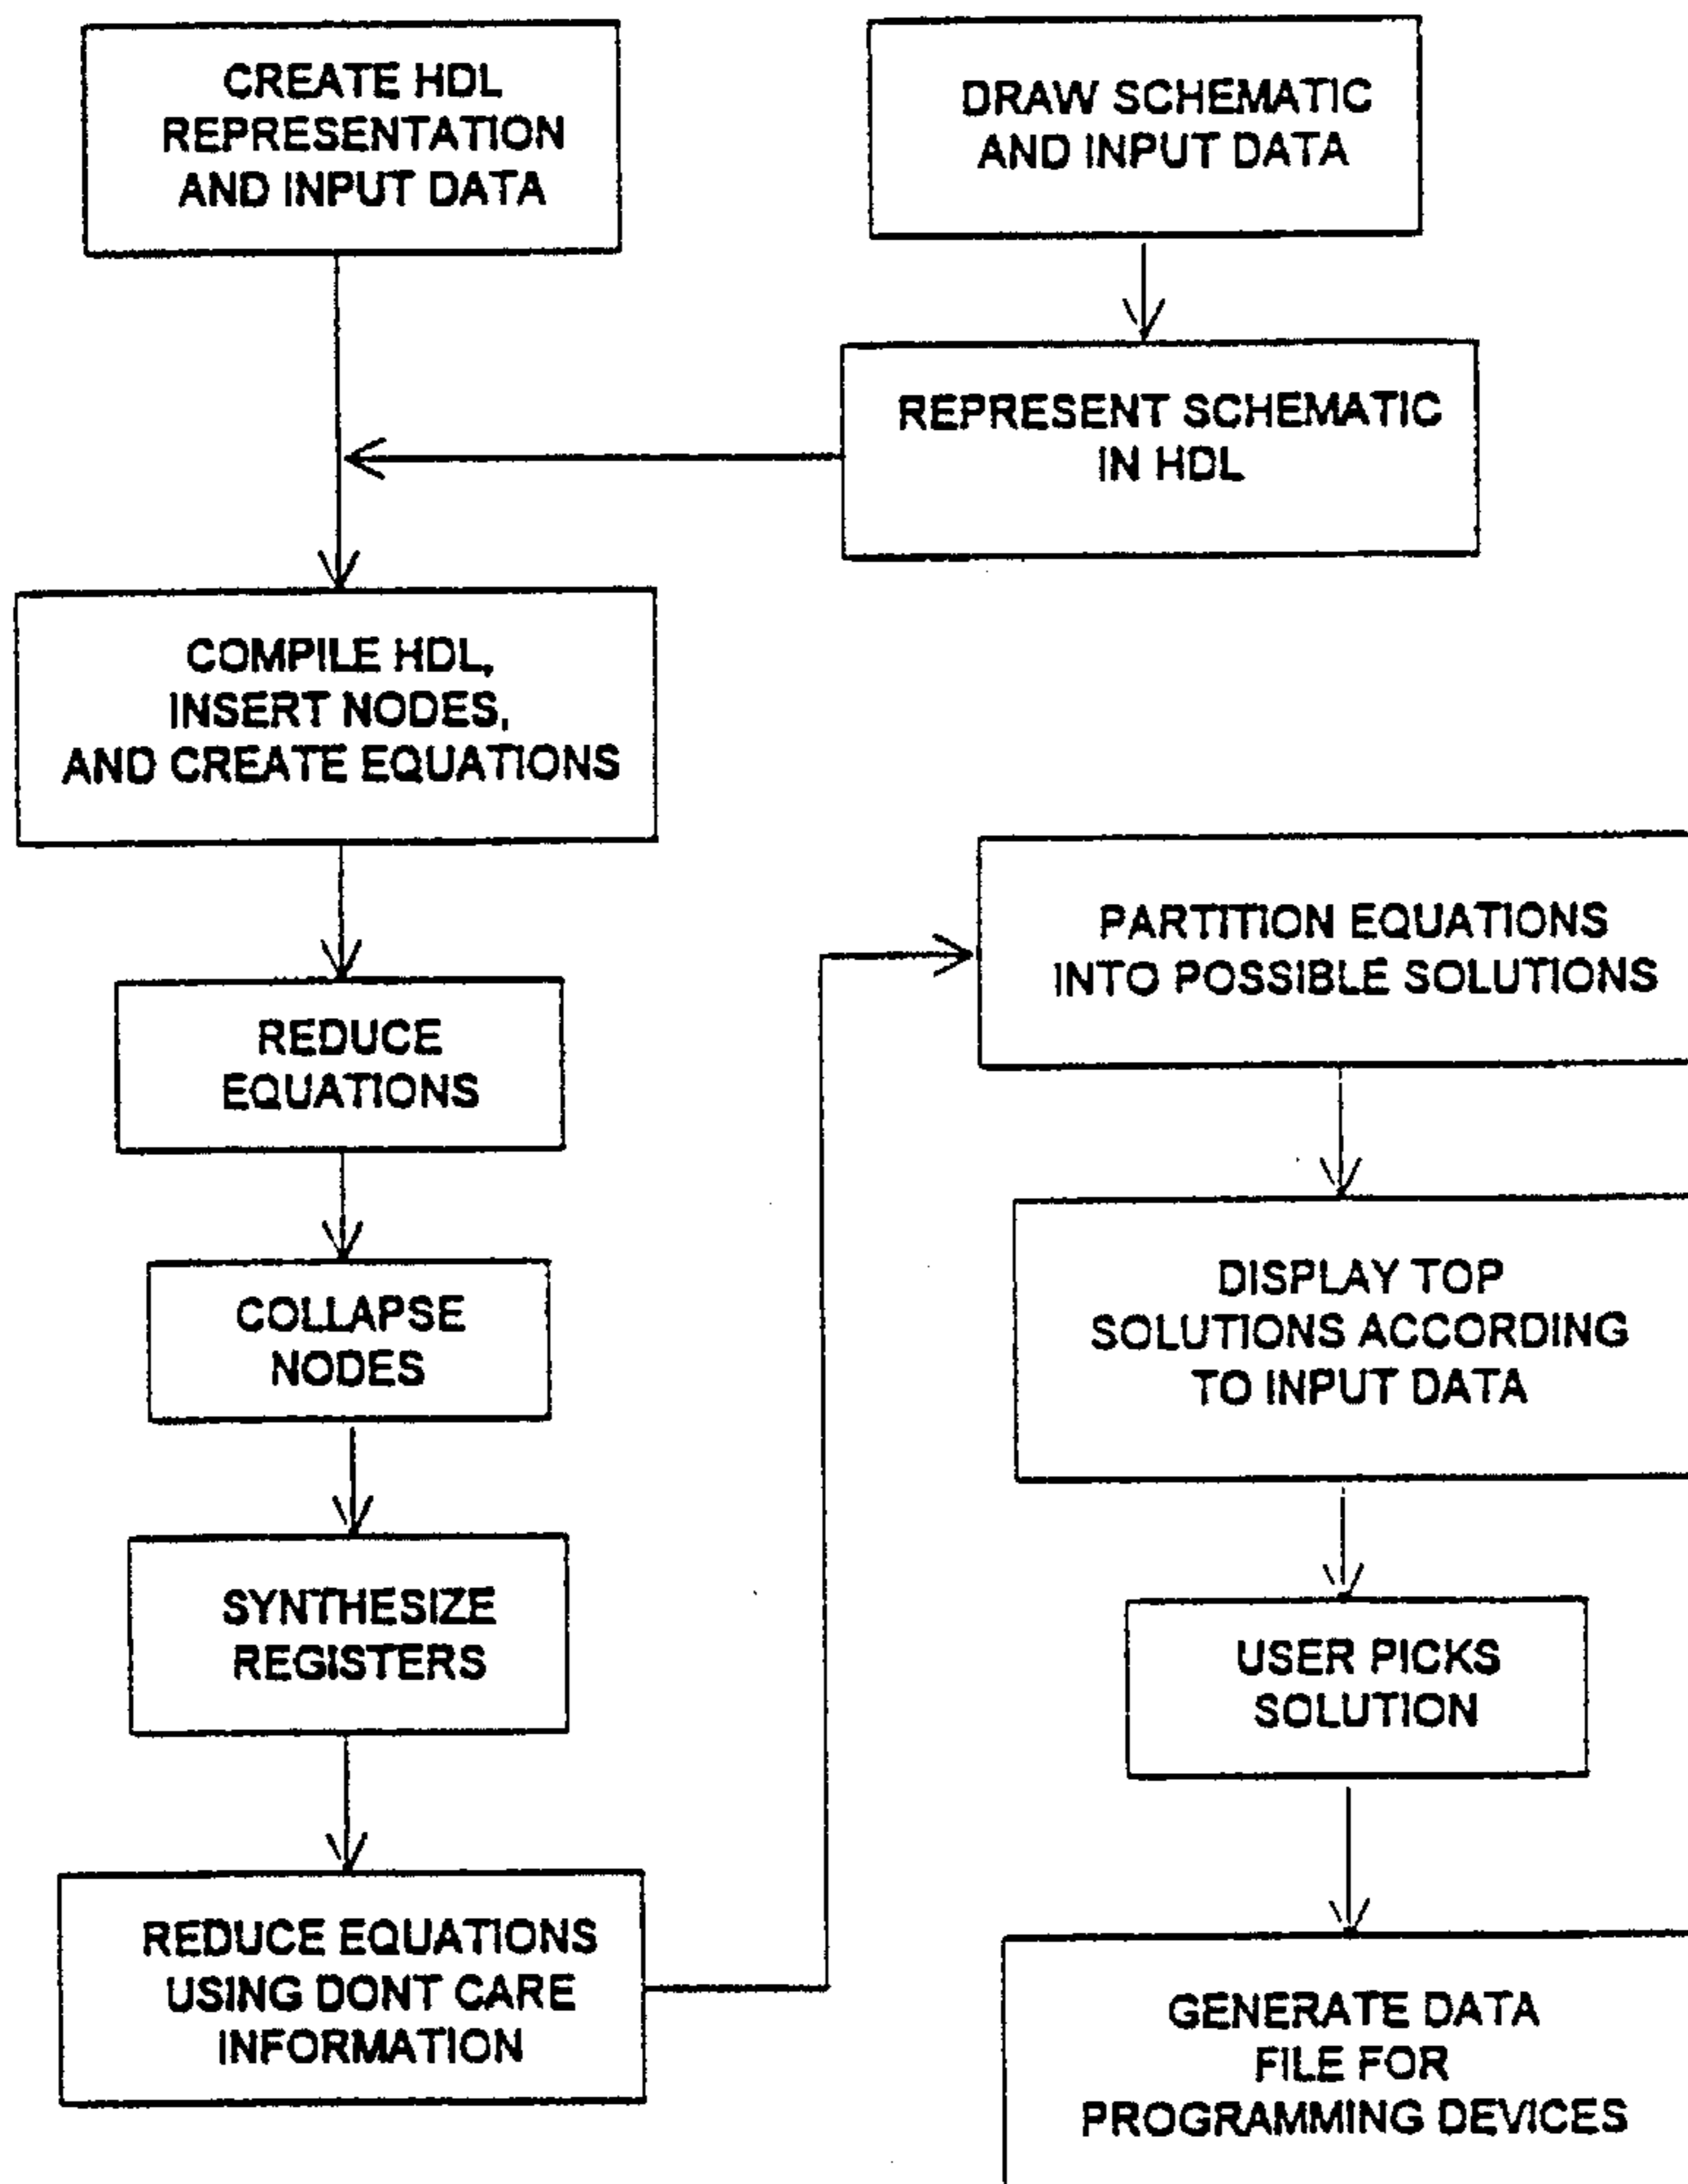 CREATE HDL
REPRESENTATION
AND INPUT DATA
DRAW SCHEMATIC
AND INPUT DATA
REPRESENT SCHEMATIC
IN HDL
COMPILE HDL,
INSERT NODES,
AND CREATE EQUATIONS
REDUCE
EQUATIONS
COLLAPSE
NODES
SYNTHESIZE
REGISTERS
REDUCE EQUATIONS
USING DONT CARE
INFORMATION
PARTITION EQUATIONS
INTO POSSIBLE SOLUTIONS
DISPLAY TOP
SOLUTIONS ACCORDING
TO INPUT DATA
USER PICKS
SOLUTION
GENERATE DATA
FILE FOR
PROGRAMMING DEVICES